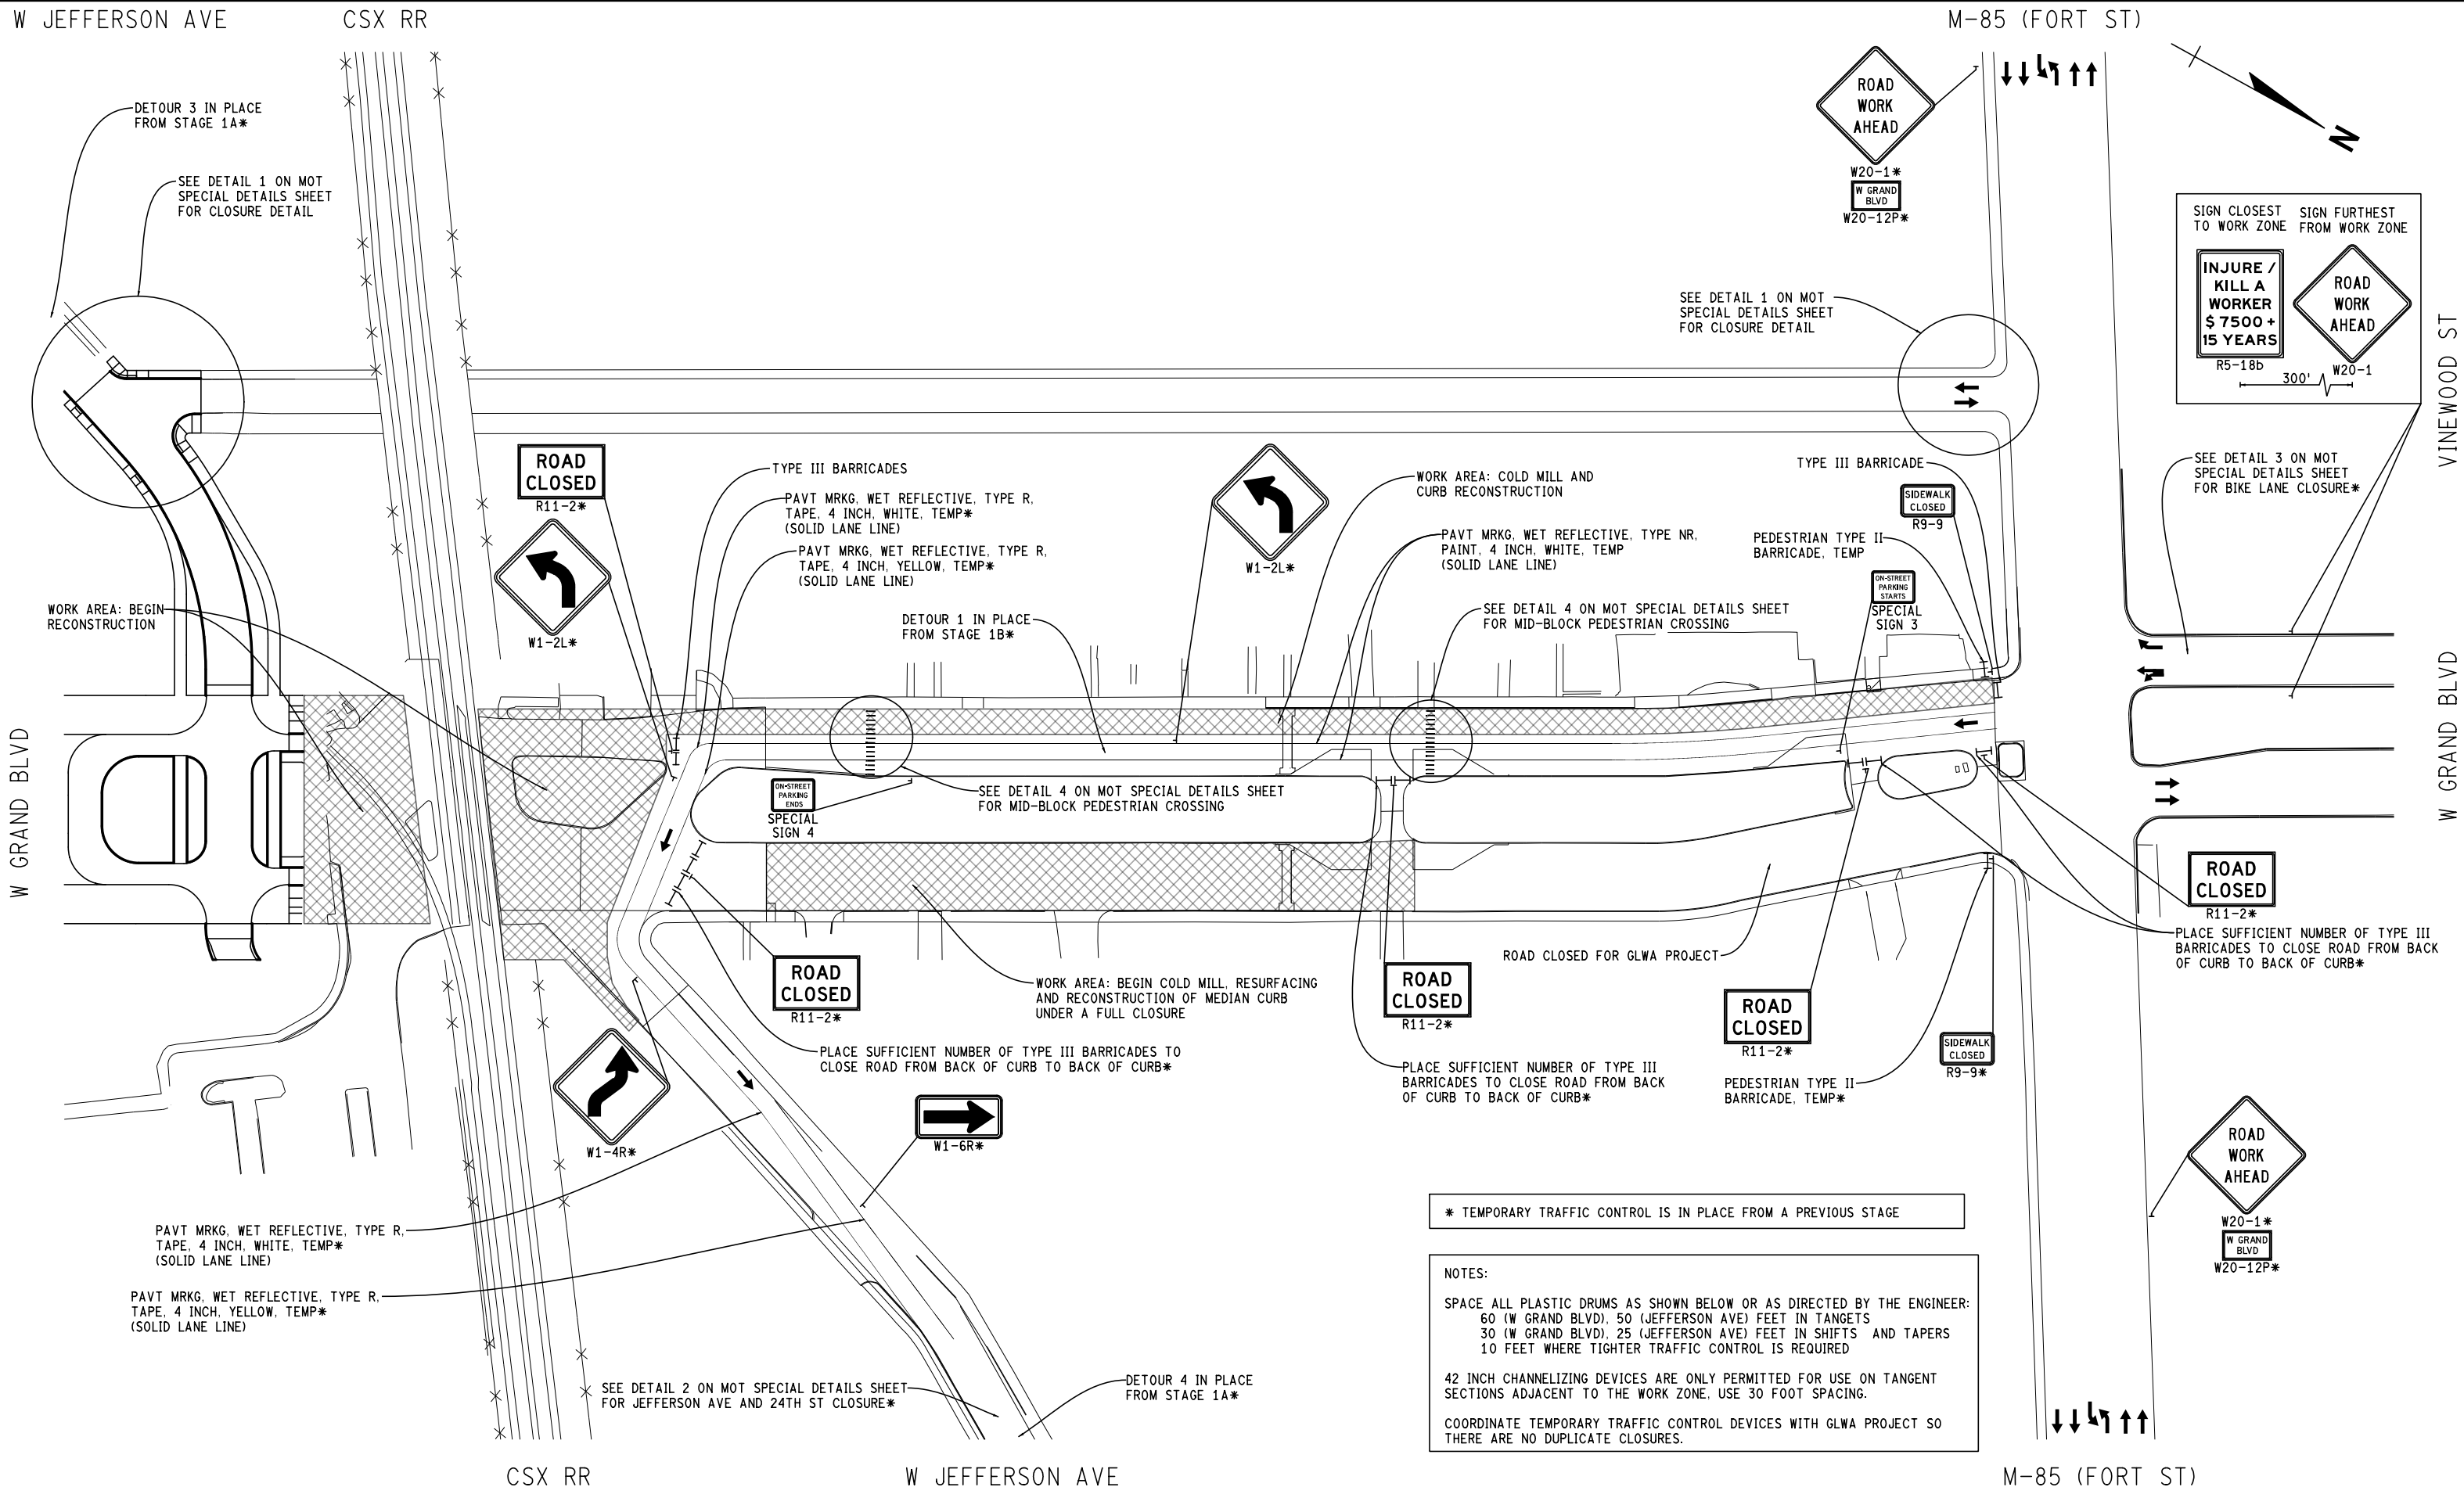 W JEFFERSON AVE
CSX RR
M-85 (FORT ST)
DETOUR 3 IN PLACE
FROM STAGE 1A*
SEE DETAIL 1 ON MOT
SPECIAL DETAILS SHEET
FOR CLOSURE DETAIL
ROAD
WORK
AHEAD
W20-1*
W GRAND
BLVD
W20-12P*
N
SIGN CLOSEST
TO WORK ZONE
SIGN FURTHEST
FROM WORK ZONE
INJURE /
KILL A
WORKER
$ 7500 +
15 YEARS
R5-18b
ROAD
WORK
AHEAD
W20-1
300'
VINEWOOD ST
SEE DETAIL 1 ON MOT
SPECIAL DETAILS SHEET
FOR CLOSURE DETAIL
ROAD
CLOSED
R11-2*
W1-2L*
TYPE III BARRICADES
PAVT MRKG, WET REFLECTIVE, TYPE R,
TAPE, 4 INCH, WHITE, TEMP*
(SOLID LANE LINE)
PAVT MRKG, WET REFLECTIVE, TYPE R,
TAPE, 4 INCH, YELLOW, TEMP*
(SOLID LANE LINE)
DETOUR 1 IN PLACE
FROM STAGE 1B*
W1-2L*
WORK AREA: COLD MILL AND
CURB RECONSTRUCTION
PAVT MRKG, WET REFLECTIVE, TYPE NR,
PAINT, 4 INCH, WHITE, TEMP
(SOLID LANE LINE)
SEE DETAIL 4 ON MOT SPECIAL DETAILS SHEET
FOR MID-BLOCK PEDESTRIAN CROSSING
TYPE III BARRICADE
SIDEWALK
CLOSED
R9-9
PEDESTRIAN TYPE II
BARRICADE, TEMP
ON-STREET
PARKING
STARTS
SPECIAL
SIGN 3
SEE DETAIL 3 ON MOT
SPECIAL DETAILS SHEET
FOR BIKE LANE CLOSURE*
WORK AREA: BEGIN
RECONSTRUCTION
W GRAND BLVD
W GRAND BLVD
ON-STREET
PARKING
ENDS
SPECIAL
SIGN 4
SEE DETAIL 4 ON MOT SPECIAL DETAILS SHEET
FOR MID-BLOCK PEDESTRIAN CROSSING
ROAD
CLOSED
R11-2*
PLACE SUFFICIENT NUMBER OF TYPE III
BARRICADES TO CLOSE ROAD FROM BACK
OF CURB TO BACK OF CURB*
ROAD CLOSED FOR GLWA PROJECT
ROAD
CLOSED
R11-2*
WORK AREA: BEGIN COLD MILL, RESURFACING
AND RECONSTRUCTION OF MEDIAN CURB
UNDER A FULL CLOSURE
ROAD
CLOSED
R11-2*
ROAD
CLOSED
R11-2*
PLACE SUFFICIENT NUMBER OF TYPE III BARRICADES TO
CLOSE ROAD FROM BACK OF CURB TO BACK OF CURB*
PLACE SUFFICIENT NUMBER OF TYPE III
BARRICADES TO CLOSE ROAD FROM BACK
OF CURB TO BACK OF CURB*
SIDEWALK
CLOSED
R9-9*
PEDESTRIAN TYPE II
BARRICADE, TEMP*
W1-4R*
W1-6R*
ROAD
WORK
AHEAD
W20-1*
W GRAND
BLVD
W20-12P*
PAVT MRKG, WET REFLECTIVE, TYPE R,
TAPE, 4 INCH, WHITE, TEMP*
(SOLID LANE LINE)
PAVT MRKG, WET REFLECTIVE, TYPE R,
TAPE, 4 INCH, YELLOW, TEMP*
(SOLID LANE LINE)
* TEMPORARY TRAFFIC CONTROL IS IN PLACE FROM A PREVIOUS STAGE
NOTES:
SPACE ALL PLASTIC DRUMS AS SHOWN BELOW OR AS DIRECTED BY THE ENGINEER:
60 (W GRAND BLVD), 50 (JEFFERSON AVE) FEET IN TANGETS
30 (W GRAND BLVD), 25 (JEFFERSON AVE) FEET IN SHIFTS AND TAPERS
10 FEET WHERE TIGHTER TRAFFIC CONTROL IS REQUIRED
42 INCH CHANNELIZING DEVICES ARE ONLY PERMITTED FOR USE ON TANGENT
SECTIONS ADJACENT TO THE WORK ZONE, USE 30 FOOT SPACING.
COORDINATE TEMPORARY TRAFFIC CONTROL DEVICES WITH GLWA PROJECT SO
THERE ARE NO DUPLICATE CLOSURES.
SEE DETAIL 2 ON MOT SPECIAL DETAILS SHEET
FOR JEFFERSON AVE AND 24TH ST CLOSURE*
DETOUR 4 IN PLACE
FROM STAGE 1A*
CSX RR
W JEFFERSON AVE
M-85 (FORT ST)